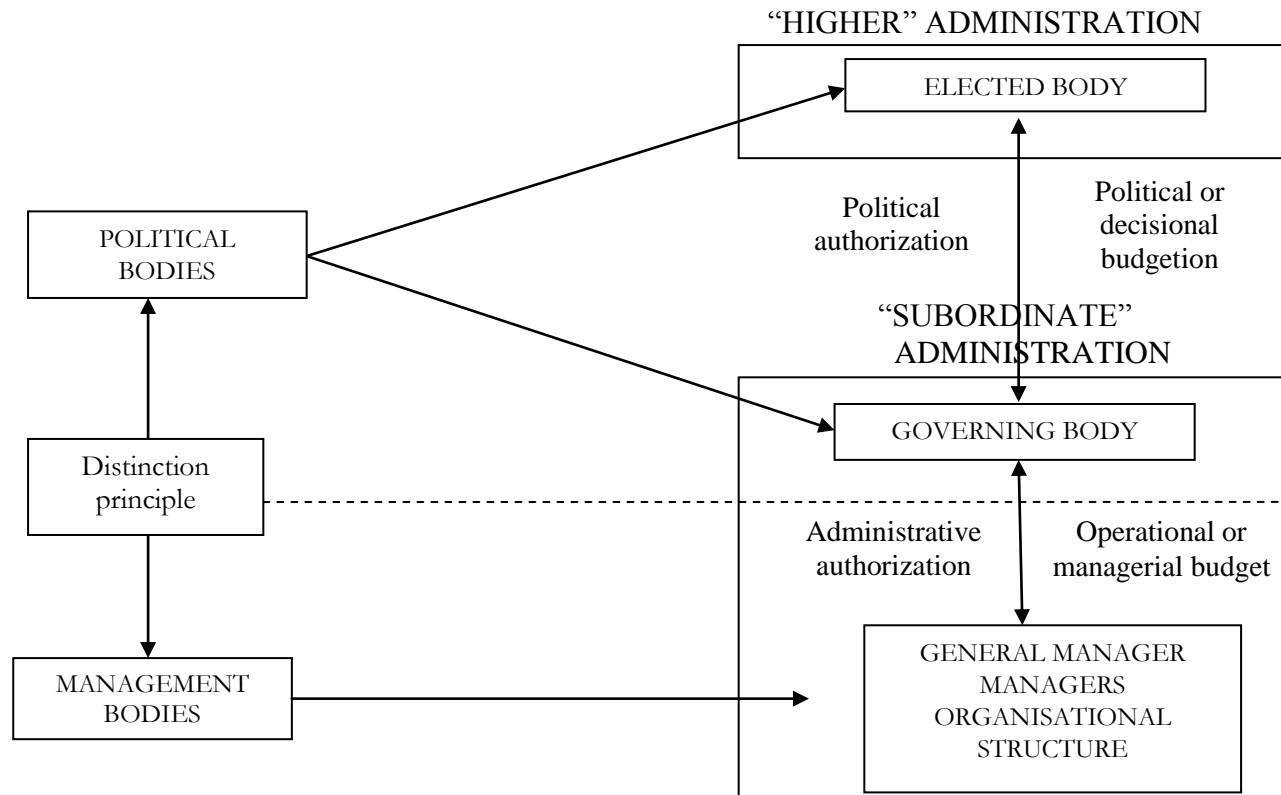 “HIGHER” ADMINISTRATION
ELECTED BODY
Political
authorization
Political or
decisional
budgetion
POLITICAL
BODIES
“SUBORDINATE”
ADMINISTRATION
GOVERNING BODY
Distinction
principle
Administrative
authorization
Operational or
managerial budget
MANAGEMENT
BODIES
GENERAL MANAGER
MANAGERS
ORGANISATIONAL
STRUCTURE